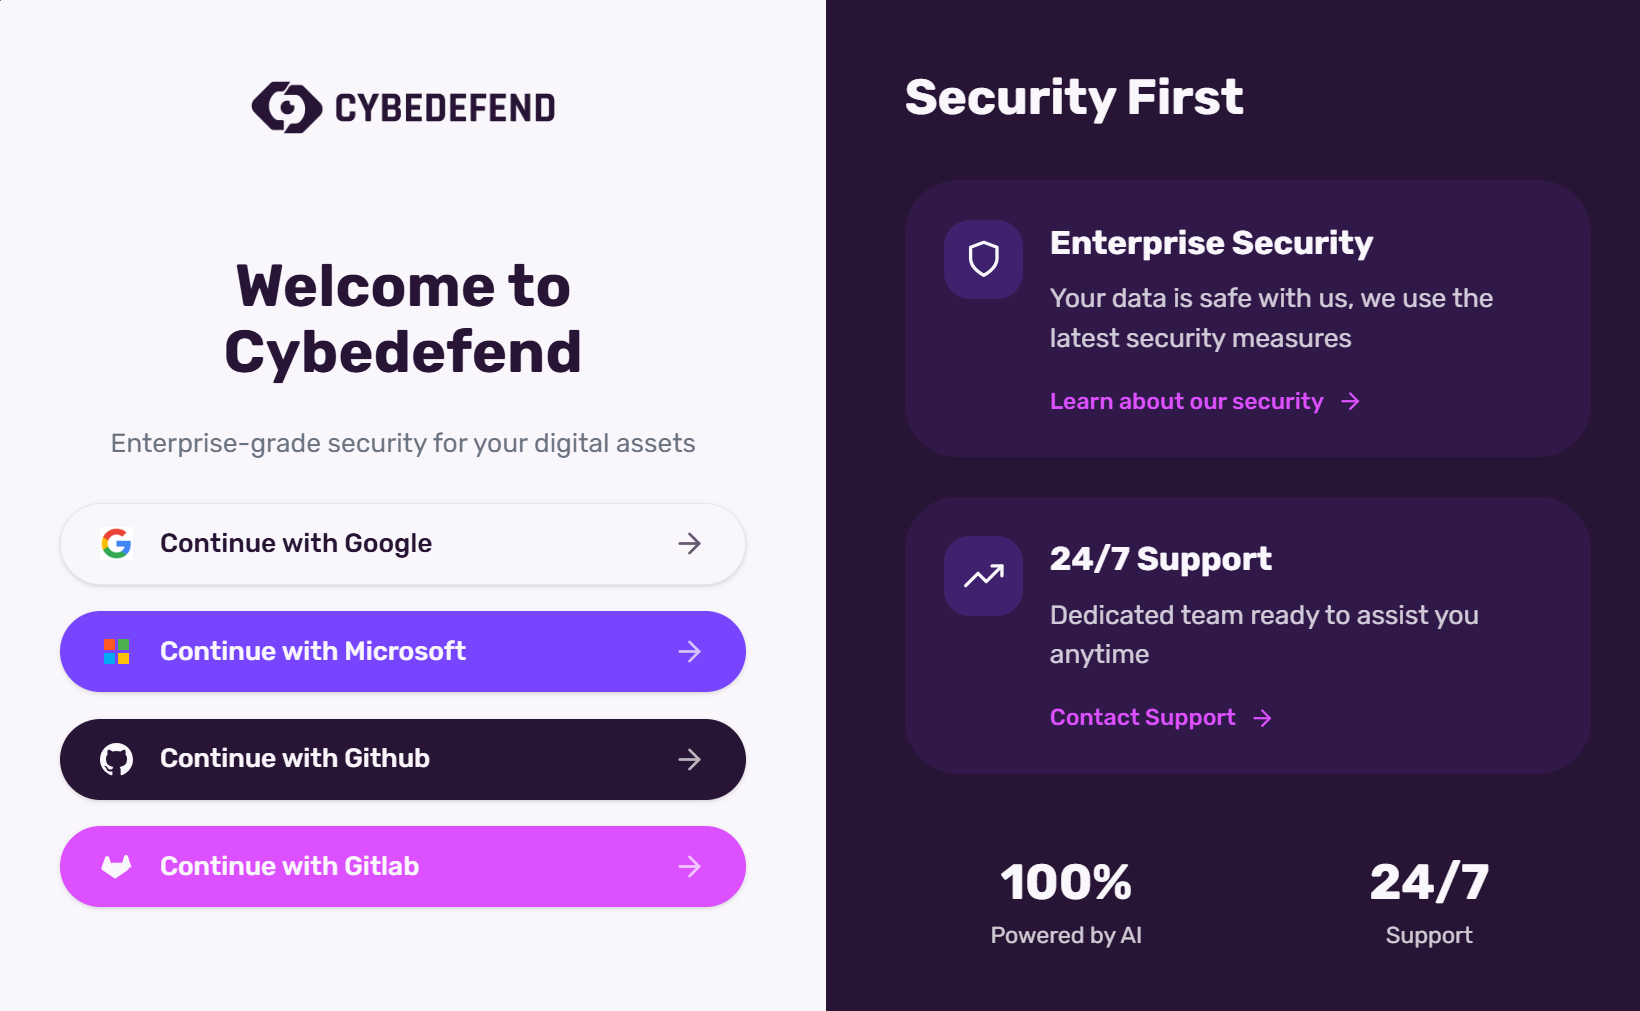 CYBEDEFEND
Welcome to
Cybedefend
Enterprise-grade security for your digital assets
Continue with Google
Continue with Microsoft
Continue with Github
Continue with Gitlab
Security First
Enterprise Security
Your data is safe with us, we use the
latest security measures
Learn about our security
24/7 Support
Dedicated team ready to assist you
anytime
Contact Support
100%
Powered by AI
24/7
Support